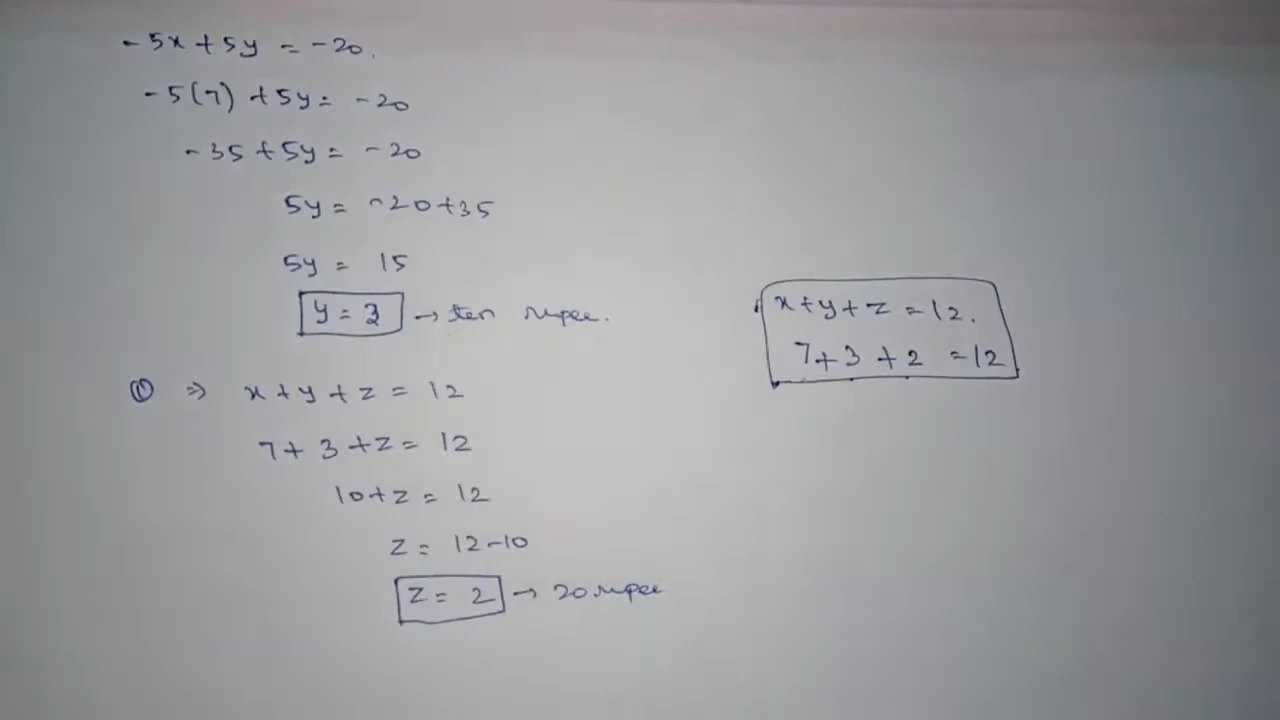 -5x+5y = -20.
-5(7) +5y = -20
-35+5y = -20
5y = -20+35
5y = 15
y = 3 → ten rupee.
① ⇒ x+y+z = 12
7+3+z = 12
10+z = 12
z = 12-10
z = 2 → 20 rupee
x+y+z = 12.
7+3+2 = 12